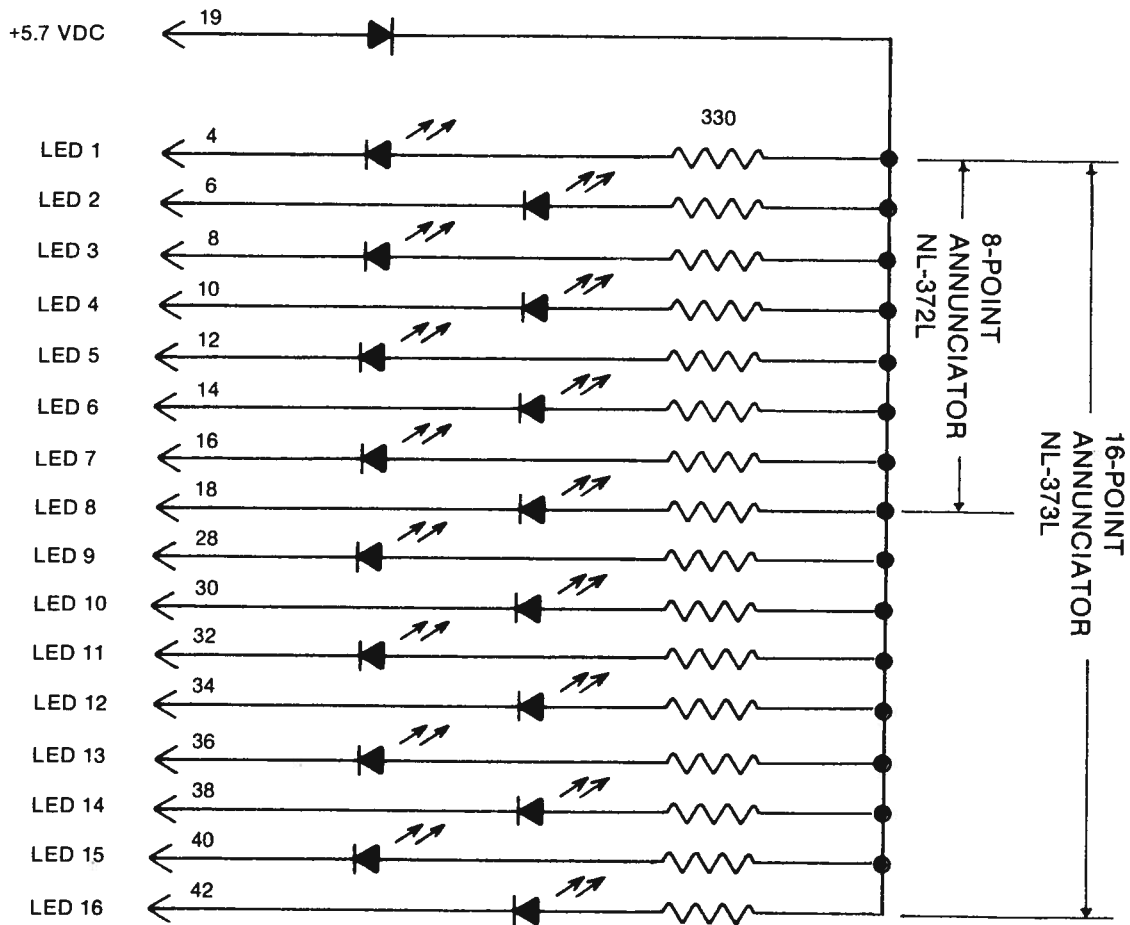 19
+5.7 VDC
330
LED 1 4
LED 2 6
LED 3 8
LED 4 10
LED 5 12
LED 6 14
LED 7 16
LED 8 18
LED 9 28
LED 10 30
LED 11 32
LED 12 34
LED 13 36
LED 14 38
LED 15 40
LED 16 42
8-POINT
ANNUNCIATOR
NL-372L
16-POINT
ANNUNCIATOR
NL-373L